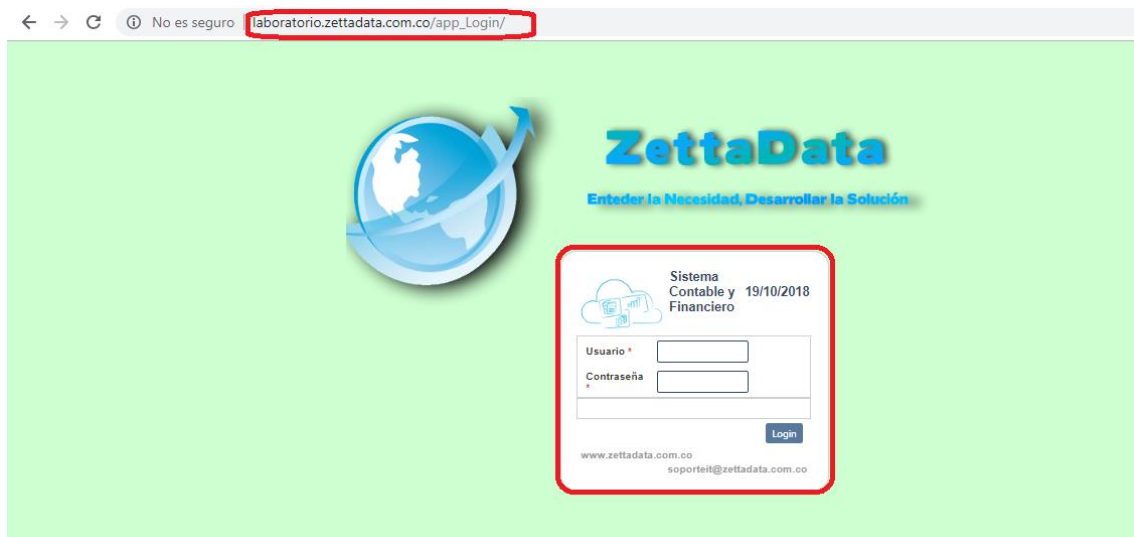 No es seguro laboratorio.zettadata.com.co/app_Login/
ZettaData
Enteder la Necesidad, Desarrollar la Solución
Sistema
Contable y 19/10/2018
Financiero
Usuario *
Contraseña
*
Login
www.zettadata.com.co
soporteit@zettadata.com.co